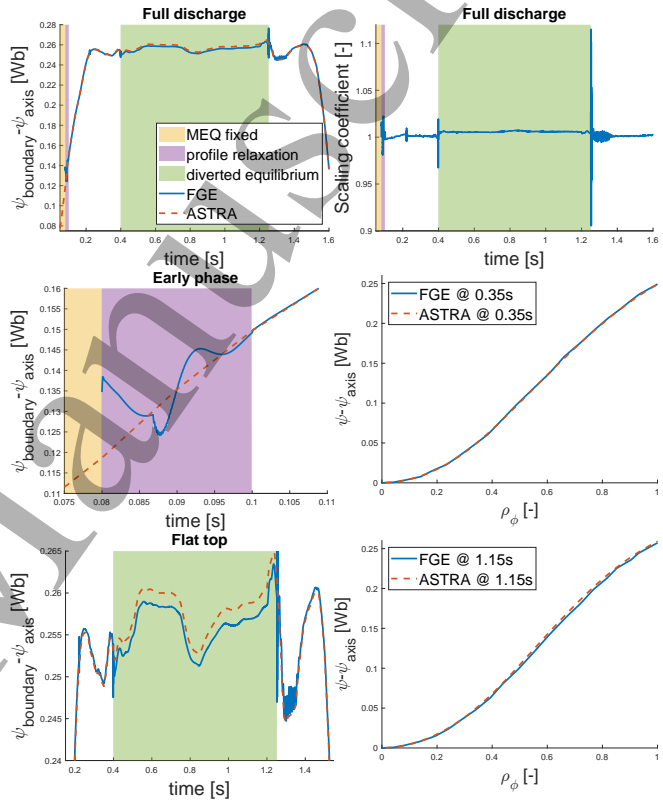 Full discharge
0.28
0.26
0.24
0.22
0.2
0.18
0.16
0.14
0.12
0.1
0.08
ψboundary-ψaxis [Wb]
MEQ fixed
profile relaxation
diverted equilibrium
FGE
ASTRA
0.2 0.4 0.6 0.8 1 1.2 1.4 1.6
time [s]
Full discharge
1.1
1.05
1
0.95
0.9
Scaling coefficient [-]
0.2 0.4 0.6 0.8 1 1.2 1.4 1.6
time [s]
Early phase
0.16
0.155
0.15
0.145
0.14
0.135
0.13
0.125
0.12
0.115
0.11
ψboundary-ψaxis [Wb]
0.075 0.08 0.085 0.09 0.095 0.1 0.105 0.11
time [s]
FGE @ 0.35s
ASTRA @ 0.35s
0.25
0.2
0.15
0.1
0.05
0
ψ-ψaxis [Wb]
0 0.2 0.4 0.6 0.8 1
ρϕ [-]
Flat top
0.265
0.26
0.255
0.25
0.245
0.24
ψboundary-ψaxis [Wb]
0.2 0.4 0.6 0.8 1 1.2 1.4
time [s]
FGE @ 1.15s
ASTRA @ 1.15s
0.25
0.2
0.15
0.1
0.05
0
ψ-ψaxis [Wb]
0 0.2 0.4 0.6 0.8 1
ρϕ [-]
Manuscri